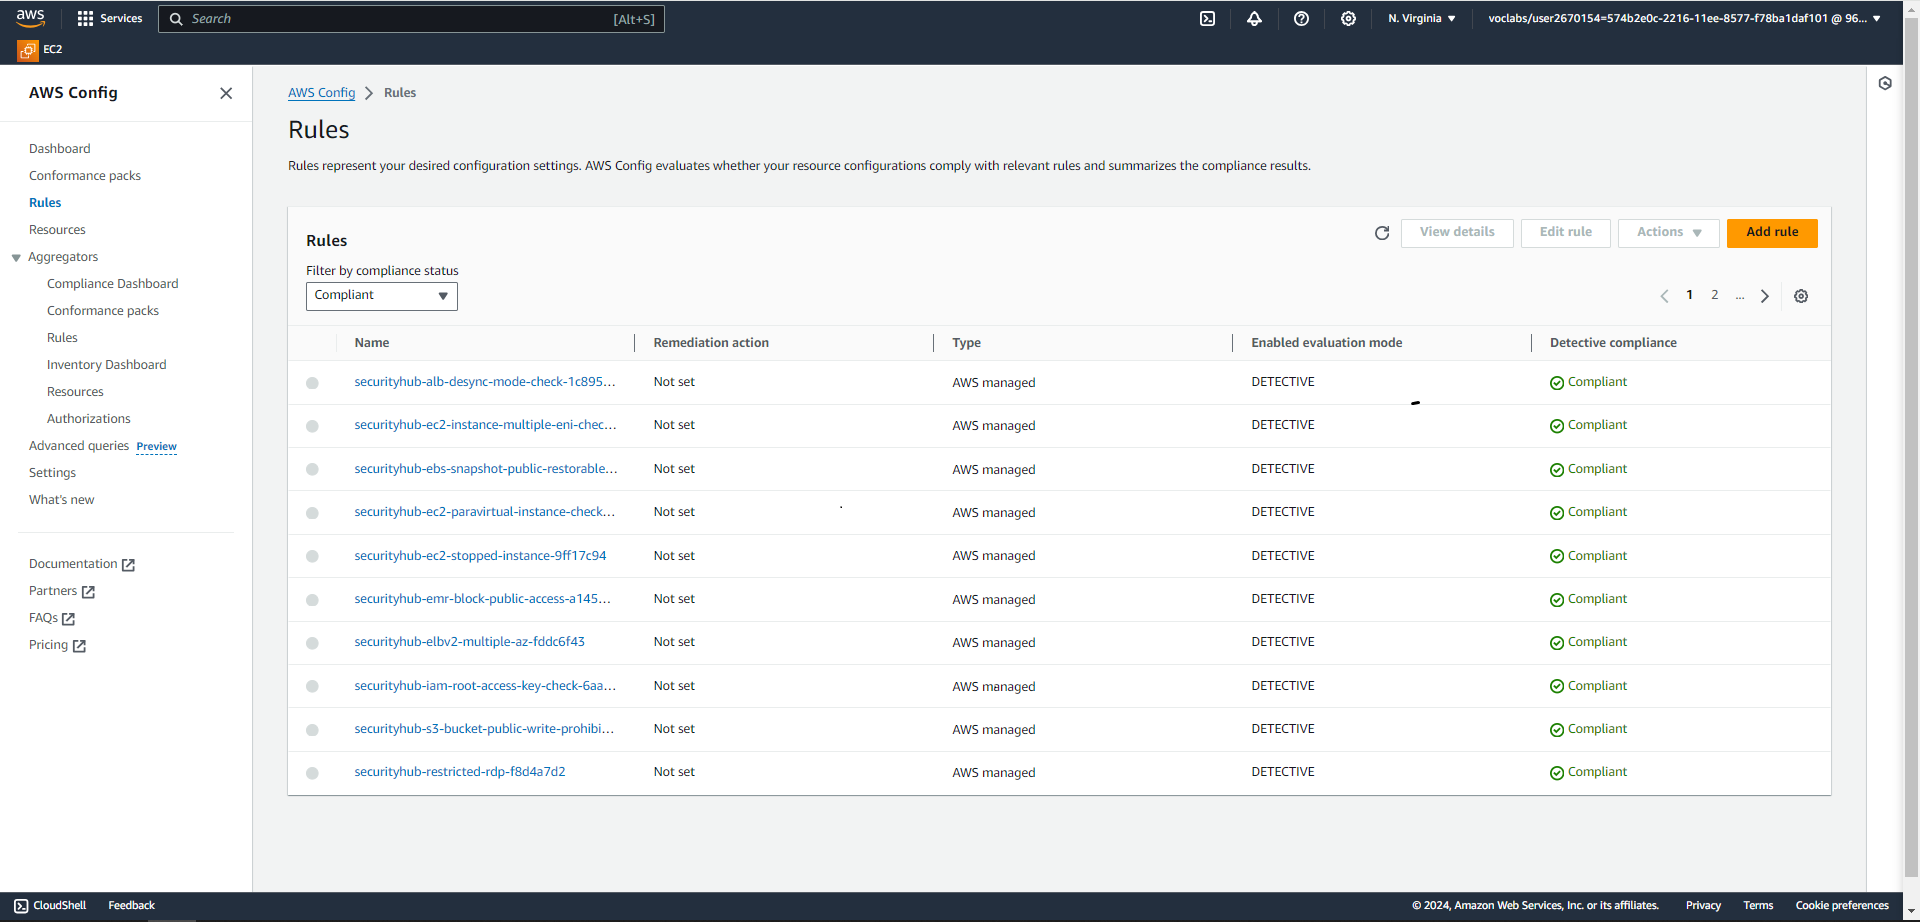 aws
Services
Search
[Alt+S]
N. Virginia
voclabs/user2670154=574b2e0c-2216-11ee-8577-f78ba1daf101 @ 96...
EC2
AWS Config
Dashboard
Conformance packs
Rules
Resources
Aggregators
Compliance Dashboard
Conformance packs
Rules
Inventory Dashboard
Resources
Authorizations
Advanced queries Preview
Settings
What's new
Documentation
Partners
FAQs
Pricing
AWS Config > Rules
Rules
Rules represent your desired configuration settings. AWS Config evaluates whether your resource configurations comply with relevant rules and summarizes the compliance results.
Rules
View details Edit rule Actions Add rule
Filter by compliance status
Compliant
1 2 ...
Name Remediation action Type Enabled evaluation mode Detective compliance
securityhub-alb-desync-mode-check-1c895... Not set AWS managed DETECTIVE Compliant
securityhub-ec2-instance-multiple-eni-chec... Not set AWS managed DETECTIVE Compliant
securityhub-ebs-snapshot-public-restorable... Not set AWS managed DETECTIVE Compliant
securityhub-ec2-paravirtual-instance-check... Not set AWS managed DETECTIVE Compliant
securityhub-ec2-stopped-instance-9ff17c94 Not set AWS managed DETECTIVE Compliant
securityhub-emr-block-public-access-a145... Not set AWS managed DETECTIVE Compliant
securityhub-elbv2-multiple-az-fddc6f43 Not set AWS managed DETECTIVE Compliant
securityhub-iam-root-access-key-check-6aa... Not set AWS managed DETECTIVE Compliant
securityhub-s3-bucket-public-write-prohibi... Not set AWS managed DETECTIVE Compliant
securityhub-restricted-rdp-f8d4a7d2 Not set AWS managed DETECTIVE Compliant
CloudShell Feedback © 2024, Amazon Web Services, Inc. or its affiliates. Privacy Terms Cookie preferences